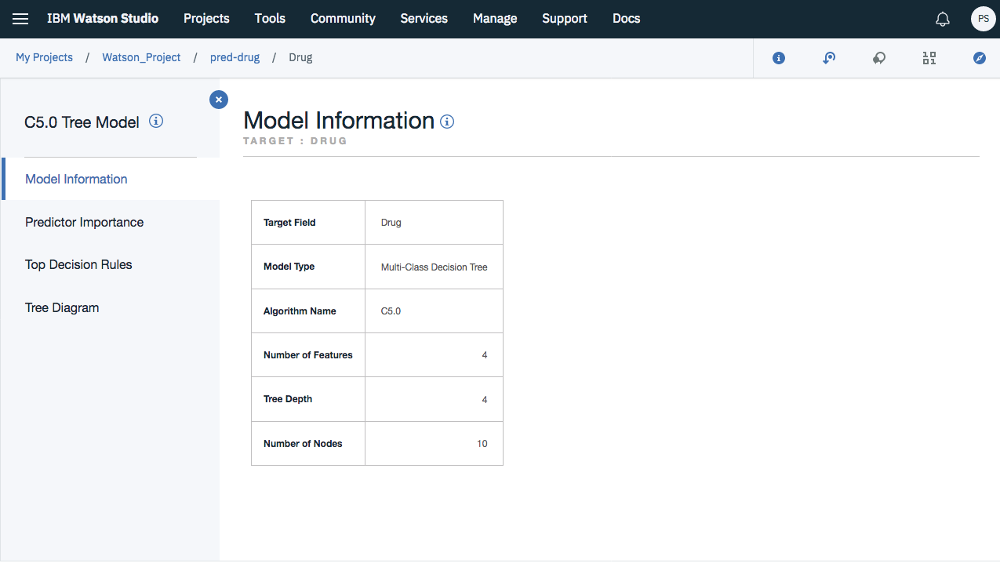 IBM Watson Studio Projects Tools Community Services Manage Support Docs PS
My Projects / Watson_Project / pred-drug / Drug
C5.0 Tree Model
Model Information
Predictor Importance
Top Decision Rules
Tree Diagram
Model Information
TARGET : DRUG
Target Field Drug
Model Type Multi-Class Decision Tree
Algorithm Name C5.0
Number of Features 4
Tree Depth 4
Number of Nodes 10